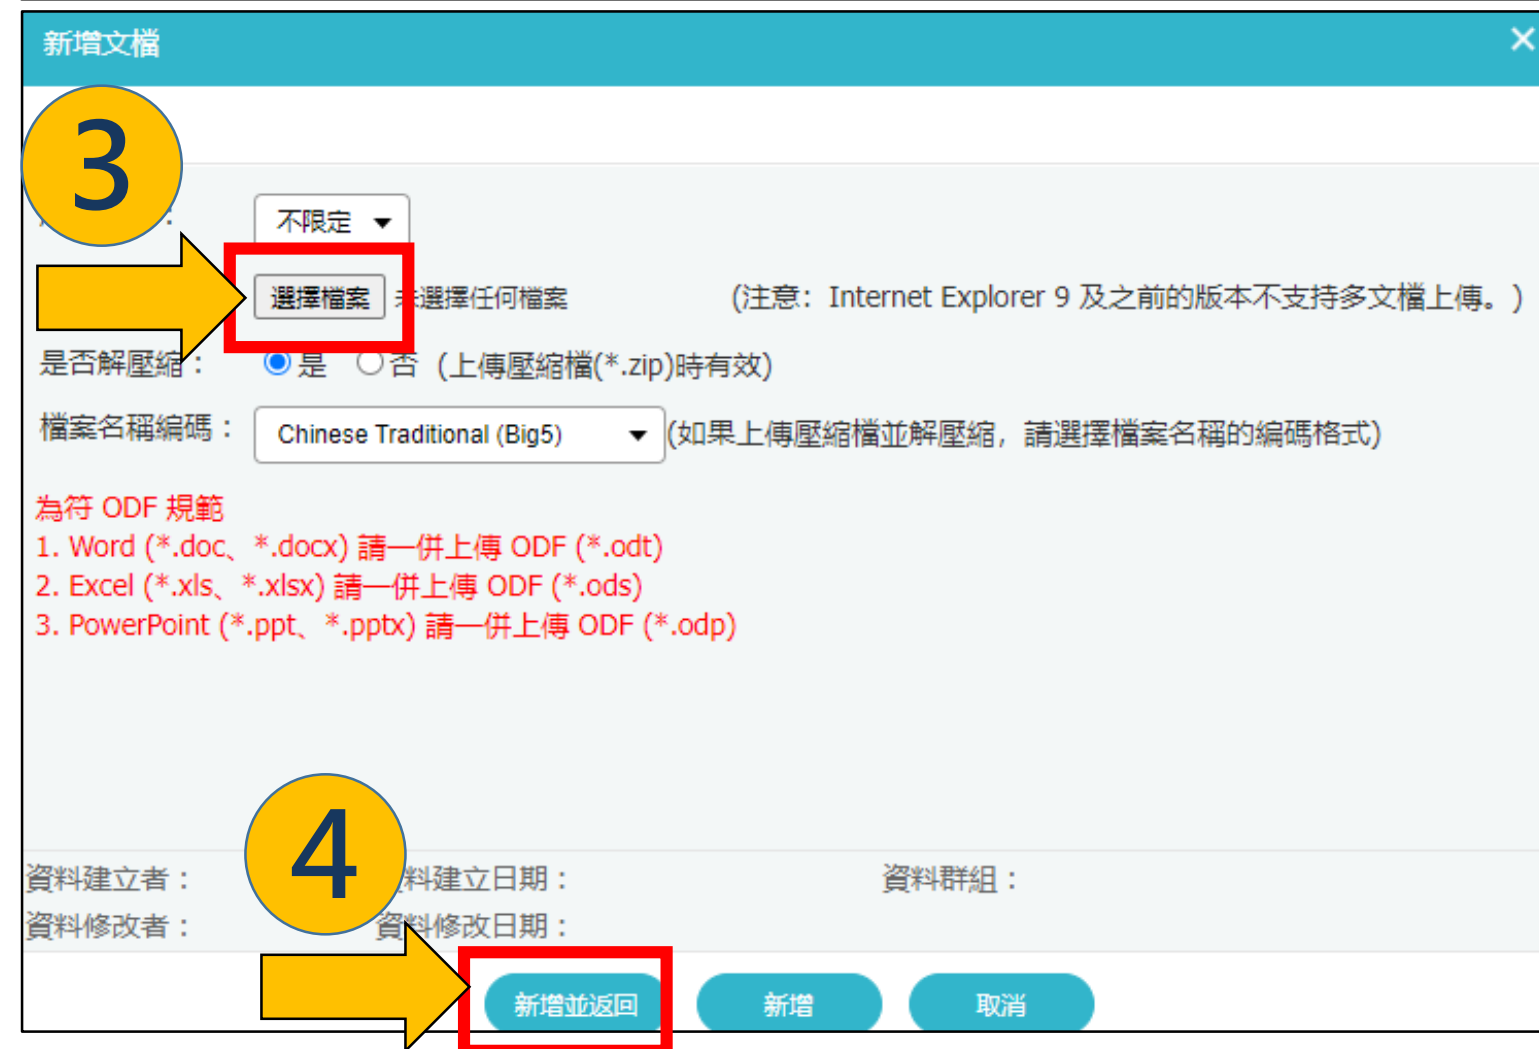 新增文檔
3
：
不限定
選擇檔案 未選擇任何檔案 (注意：Internet Explorer 9 及之前的版本不支持多文檔上傳。)
是否解壓縮： 是 否 (上傳壓縮檔(*.zip)時有效)
檔案名稱編碼： Chinese Traditional (Big5) (如果上傳壓縮檔並解壓縮，請選擇檔案名稱的編碼格式)
為符 ODF 規範
1. Word (*.doc、*.docx) 請一併上傳 ODF (*.odt)
2. Excel (*.xls、*.xlsx) 請一併上傳 ODF (*.ods)
3. PowerPoint (*.ppt、*.pptx) 請一併上傳 ODF (*.odp)
4
資料建立者： 料建立日期： 資料群組：
資料修改者： 資料修改日期：
新增並返回 新增 取消